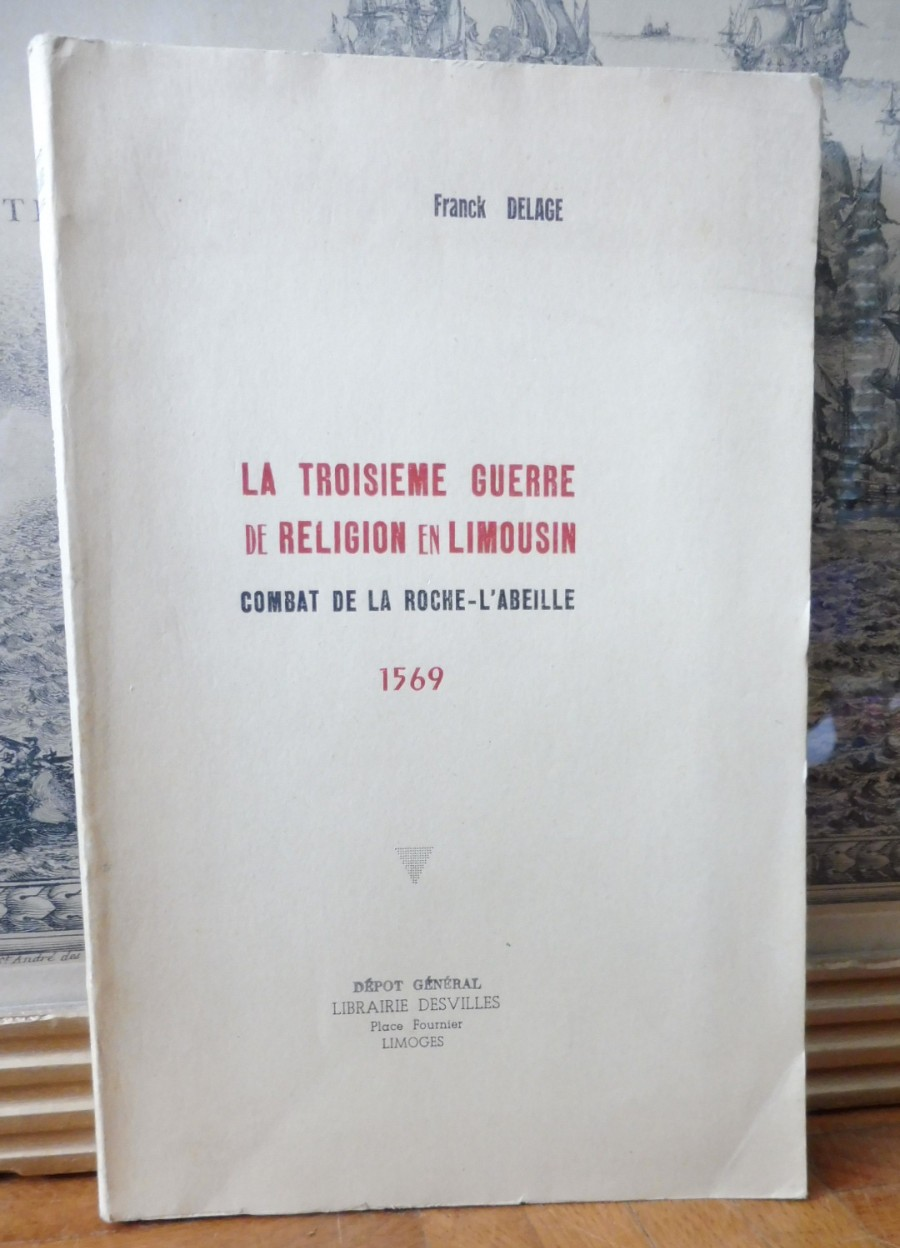 Franck DELAGE
LA TROISIEME GUERRE
DE RELIGION EN LIMOUSIN
COMBAT DE LA ROCHE-L'ABEILLE
1569
DÉPOT GÉNÉRAL
LIBRAIRIE DESVILLES
Place Fournier
LIMOGES
André